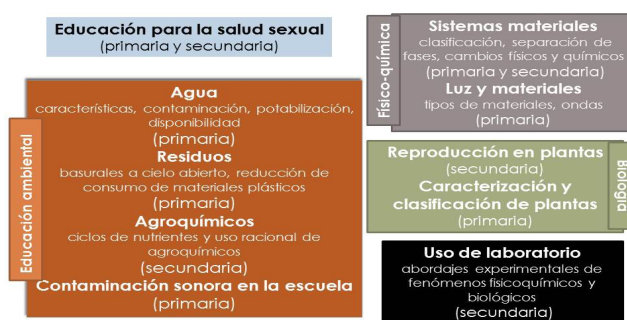 Educación para la salud sexual
(primaria y secundaria)
Educación ambiental
Agua
características, contaminación, potabilización,
disponibilidad
(primaria)
Residuos
basurales a cielo abierto, reducción de
consumo de materiales plásticos
(primaria)
Agroquímicos
ciclos de nutrientes y uso racional de
agroquímicos
(secundaria)
Contaminación sonora en la escuela
(primaria)
Físico-química
Sistemas materiales
clasificación, separación de
fases, cambios físicos y químicos
(primaria y secundaria)
Luz y materiales
tipos de materiales, ondas
(primaria)
Reproducción en plantas
(secundaria)
Caracterización y
clasificación de plantas
(primaria)
Biología
Uso de laboratorio
abordajes experimentales de
fenómenos fisicoquímicos y
biológicos
(secundaria)